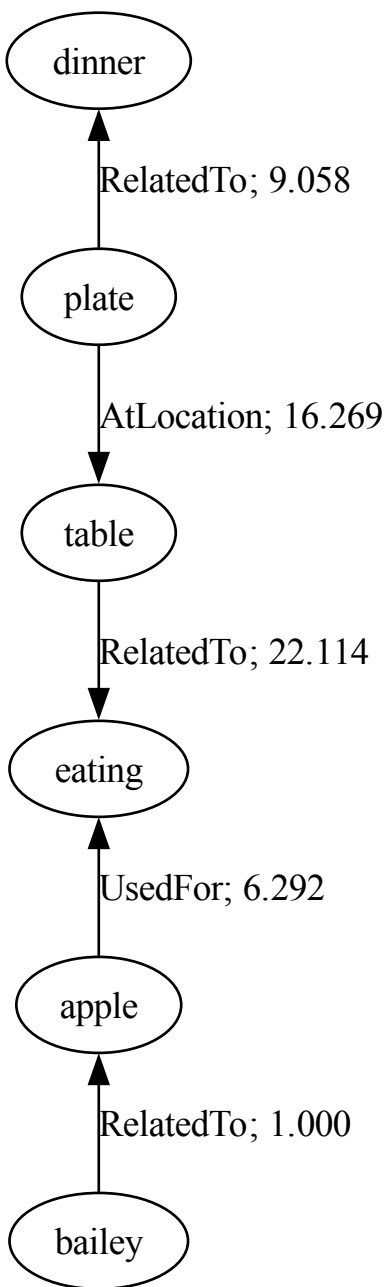 dinner
RelatedTo; 9.058
plate
AtLocation; 16.269
table
RelatedTo; 22.114
eating
UsedFor; 6.292
apple
RelatedTo; 1.000
bailey